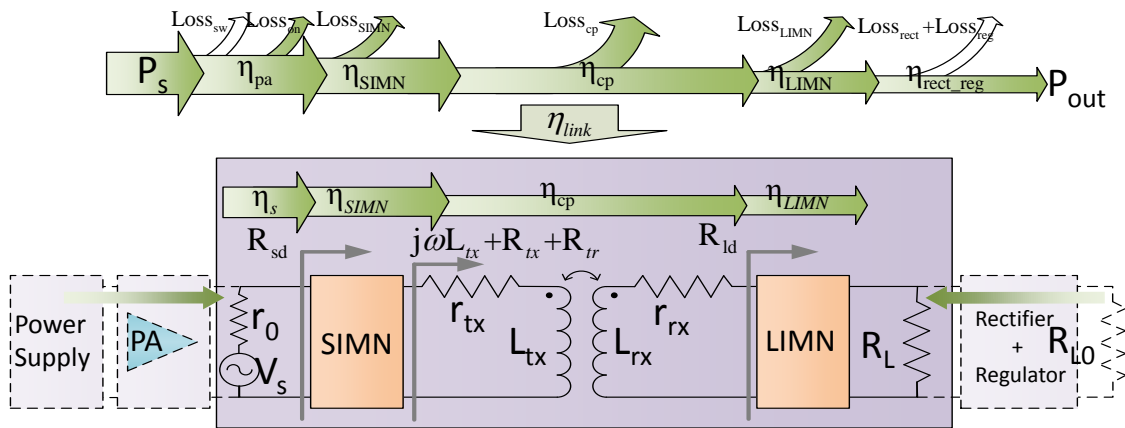 Loss_sw Loss_on Loss_SIMN Loss_cp Loss_LIMN Loss_rect+Loss_reg
P_s η_pa η_SIMN η_cp η_LIMN η_rect_reg P_out
η_link
η_s η_SIMN η_cp η_LIMN
R_sd jωL_tx+R_tx+R_tr R_ld
Power
Supply
PA
r_0
V_s
SIMN
r_tx
L_tx
L_rx
r_rx
LIMN
R_L
Rectifier
+
Regulator
R_L0